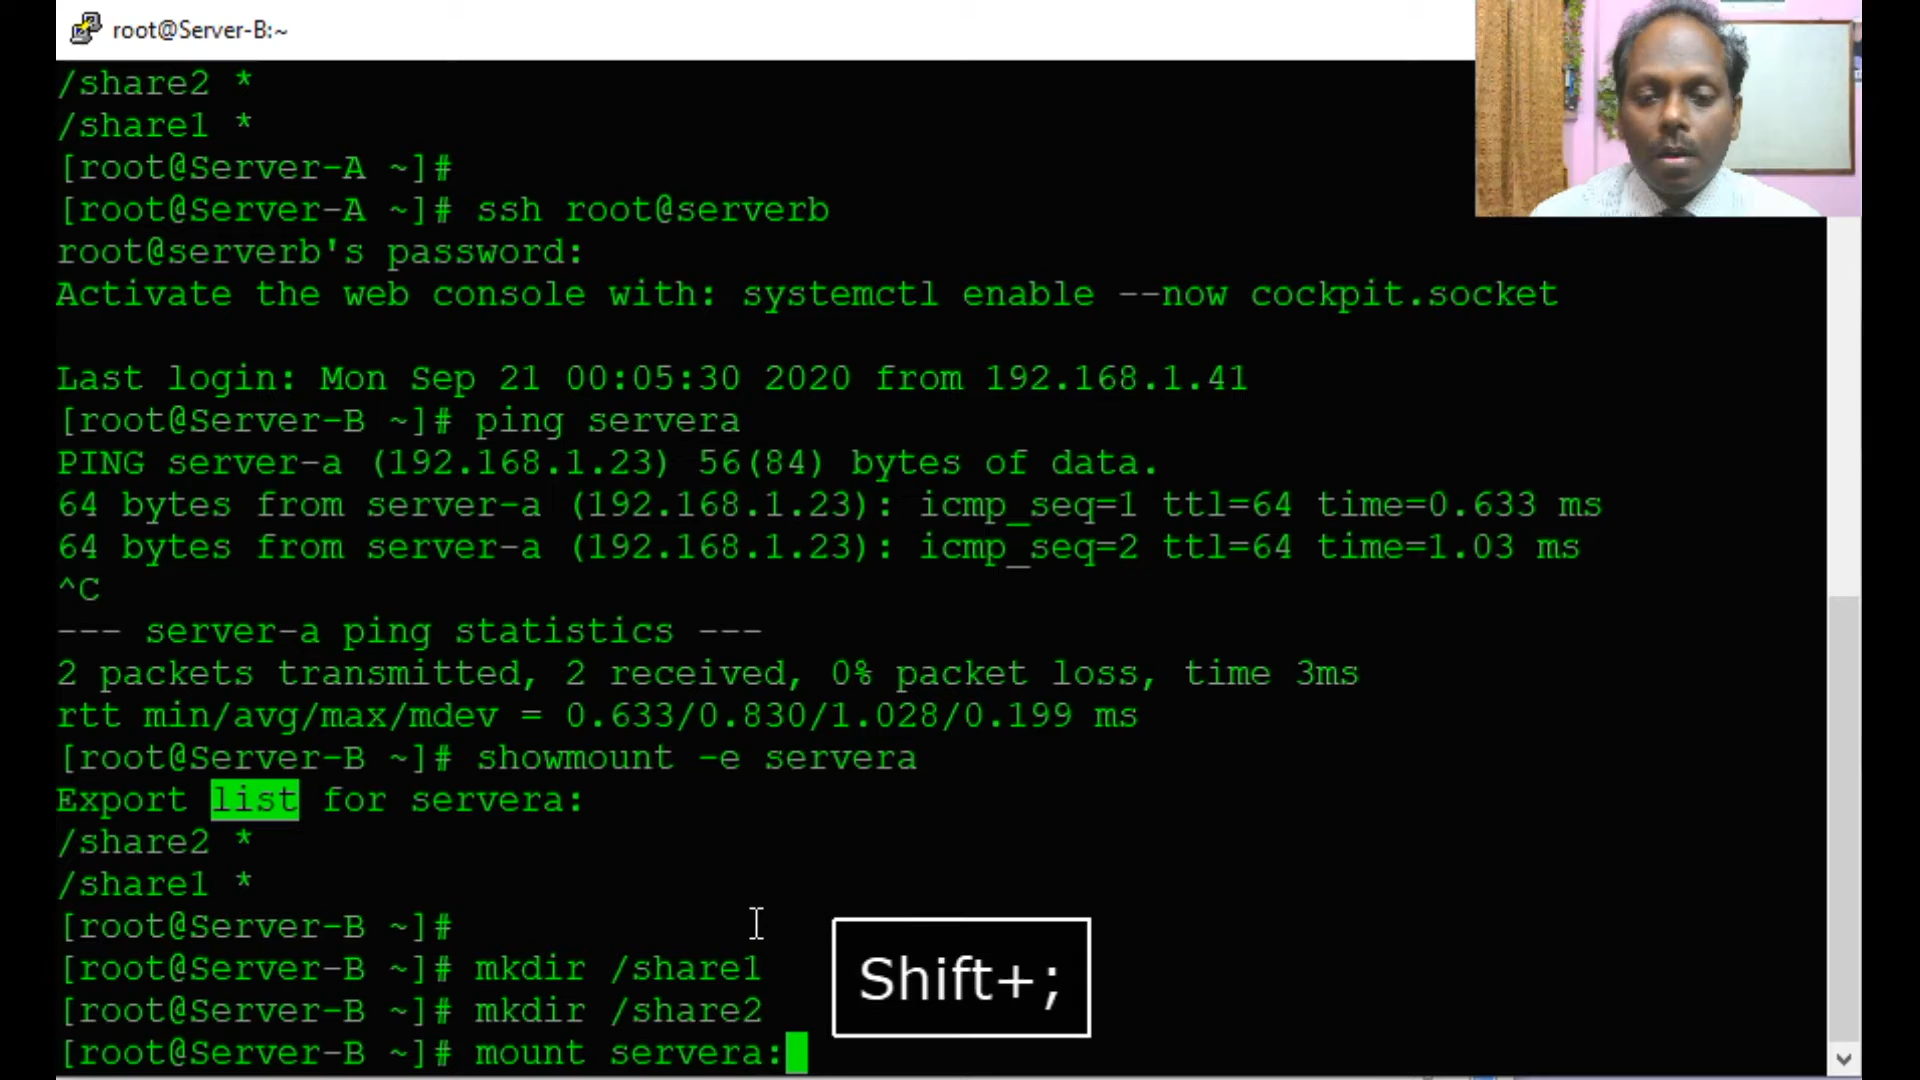 root@Server-B:~
/share2 *
/share1 *
[root@Server-A ~]#
[root@Server-A ~]# ssh root@serverb
root@serverb's password:
Activate the web console with: systemctl enable --now cockpit.socket
Last login: Mon Sep 21 00:05:30 2020 from 192.168.1.41
[root@Server-B ~]# ping servera
PING server-a (192.168.1.23) 56(84) bytes of data.
64 bytes from server-a (192.168.1.23): icmp_seq=1 ttl=64 time=0.633 ms
64 bytes from server-a (192.168.1.23): icmp_seq=2 ttl=64 time=1.03 ms
^C
--- server-a ping statistics ---
2 packets transmitted, 2 received, 0% packet loss, time 3ms
rtt min/avg/max/mdev = 0.633/0.830/1.028/0.199 ms
[root@Server-B ~]# showmount -e servera
Export list for servera:
/share2 *
/share1 *
[root@Server-B ~]#
[root@Server-B ~]# mkdir /share1
[root@Server-B ~]# mkdir /share2
[root@Server-B ~]# mount servera:
Shift+;